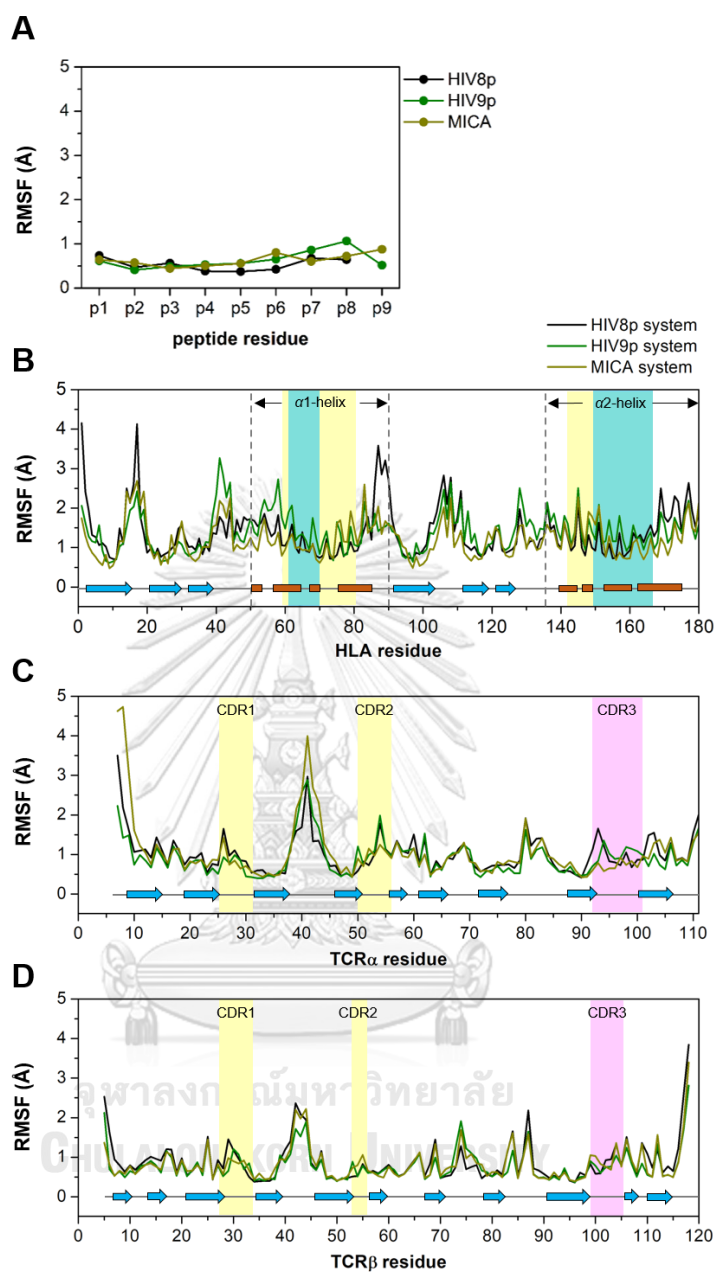 A
5
4
3
2
1
0
RMSF (Å)
p1 p2 p3 p4 p5 p6 p7 p8 p9
peptide residue
HIV8p
HIV9p
MICA
HIV8p system
HIV9p system
MICA system
B
5
4
3
2
1
0
RMSF (Å)
α1-helix
α2-helix
0 20 40 60 80 100 120 140 160 180
HLA residue
C
5
4
3
2
1
0
RMSF (Å)
CDR1 CDR2 CDR3
0 10 20 30 40 50 60 70 80 90 100 111
TCRα residue
D
5
4
3
2
1
0
RMSF (Å)
CDR1 CDR2 CDR3
จุฬาลงกรณ์มหาวิทยาลัย
CHULALONGKORN UNIVERSITY
0 10 20 30 40 50 60 70 80 90 100 110 120
TCRβ residue